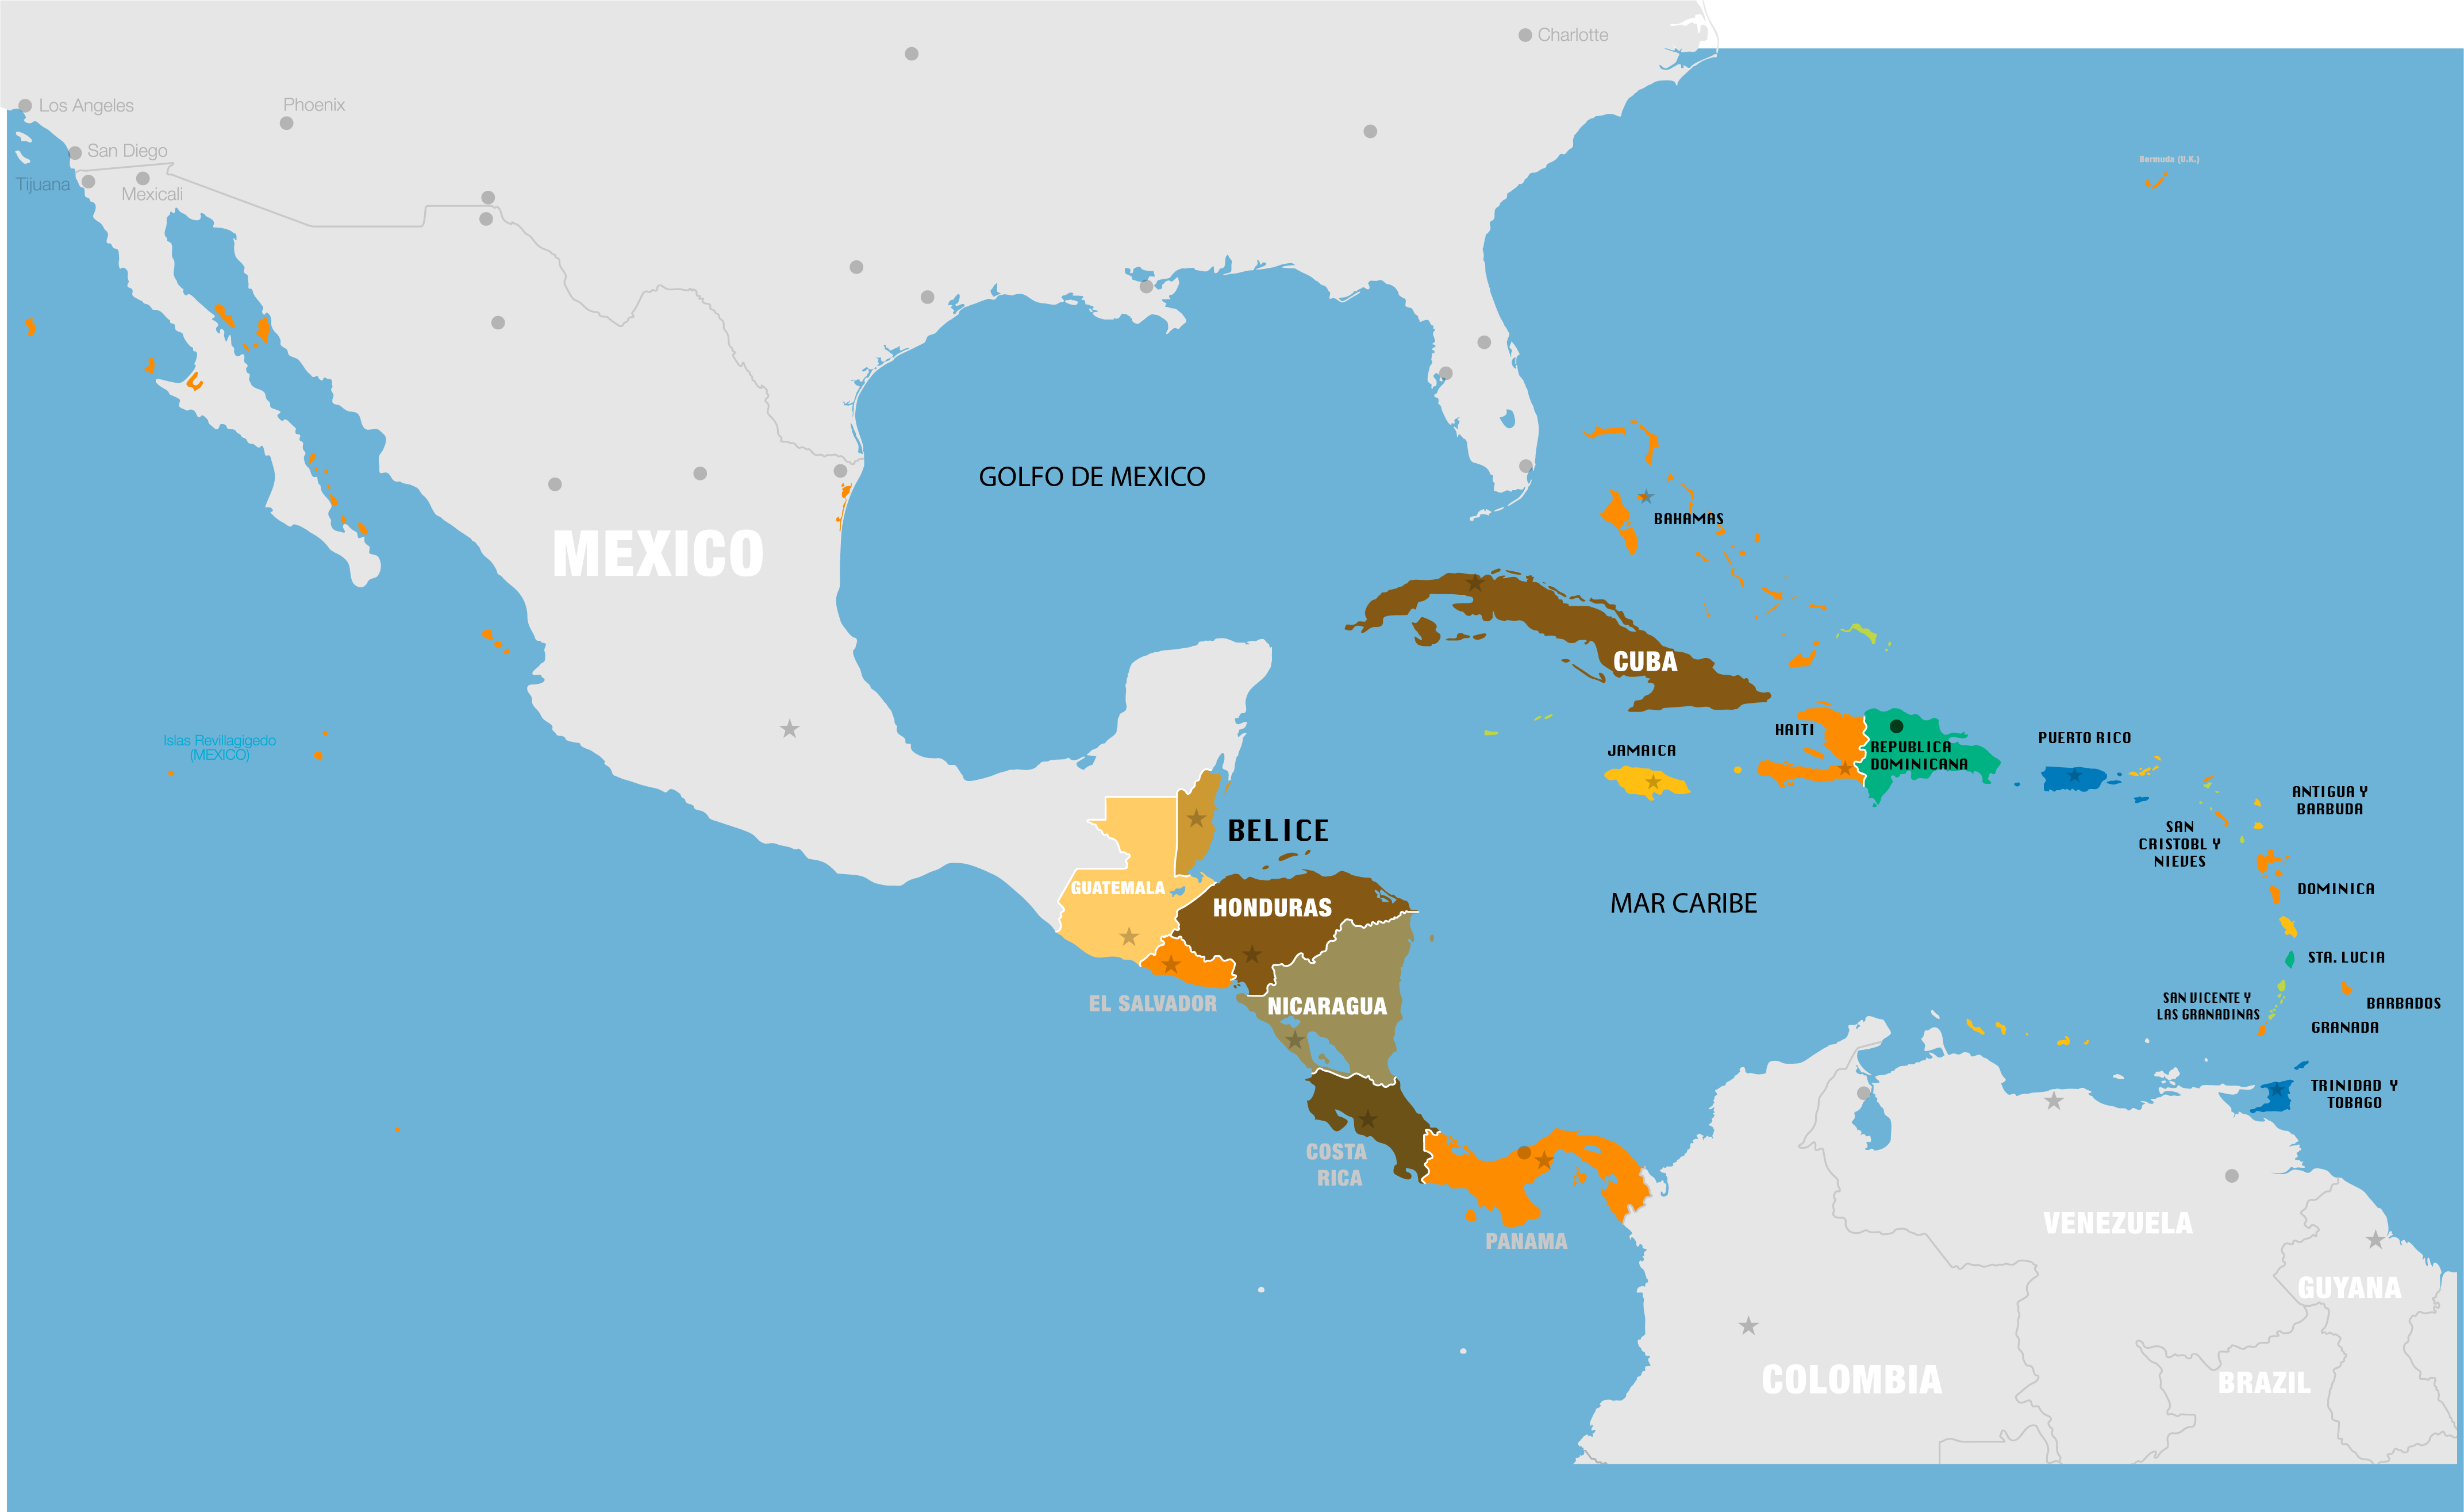 Charlotte
Los Angeles
Phoenix
San Diego
Tijuana
Mexicali
Bermuda (U.K.)
GOLFO DE MEXICO
BAHAMAS
MEXICO
CUBA
Islas Revillagigedo
(MEXICO)
HAITI
JAMAICA
REPUBLICA
DOMINICANA
PUERTO RICO
ANTIGUA Y
BARBUDA
SAN
CRISTOBL Y
NIEVES
BELICE
GUATEMALA
HONDURAS
MAR CARIBE
DOMINICA
STA. LUCIA
EL SALVADOR
NICARAGUA
SAN VICENTE Y
LAS GRANADINAS
BARBADOS
GRANADA
TRINIDAD Y
TOBAGO
COSTA
RICA
PANAMA
VENEZUELA
GUYANA
COLOMBIA
BRAZIL